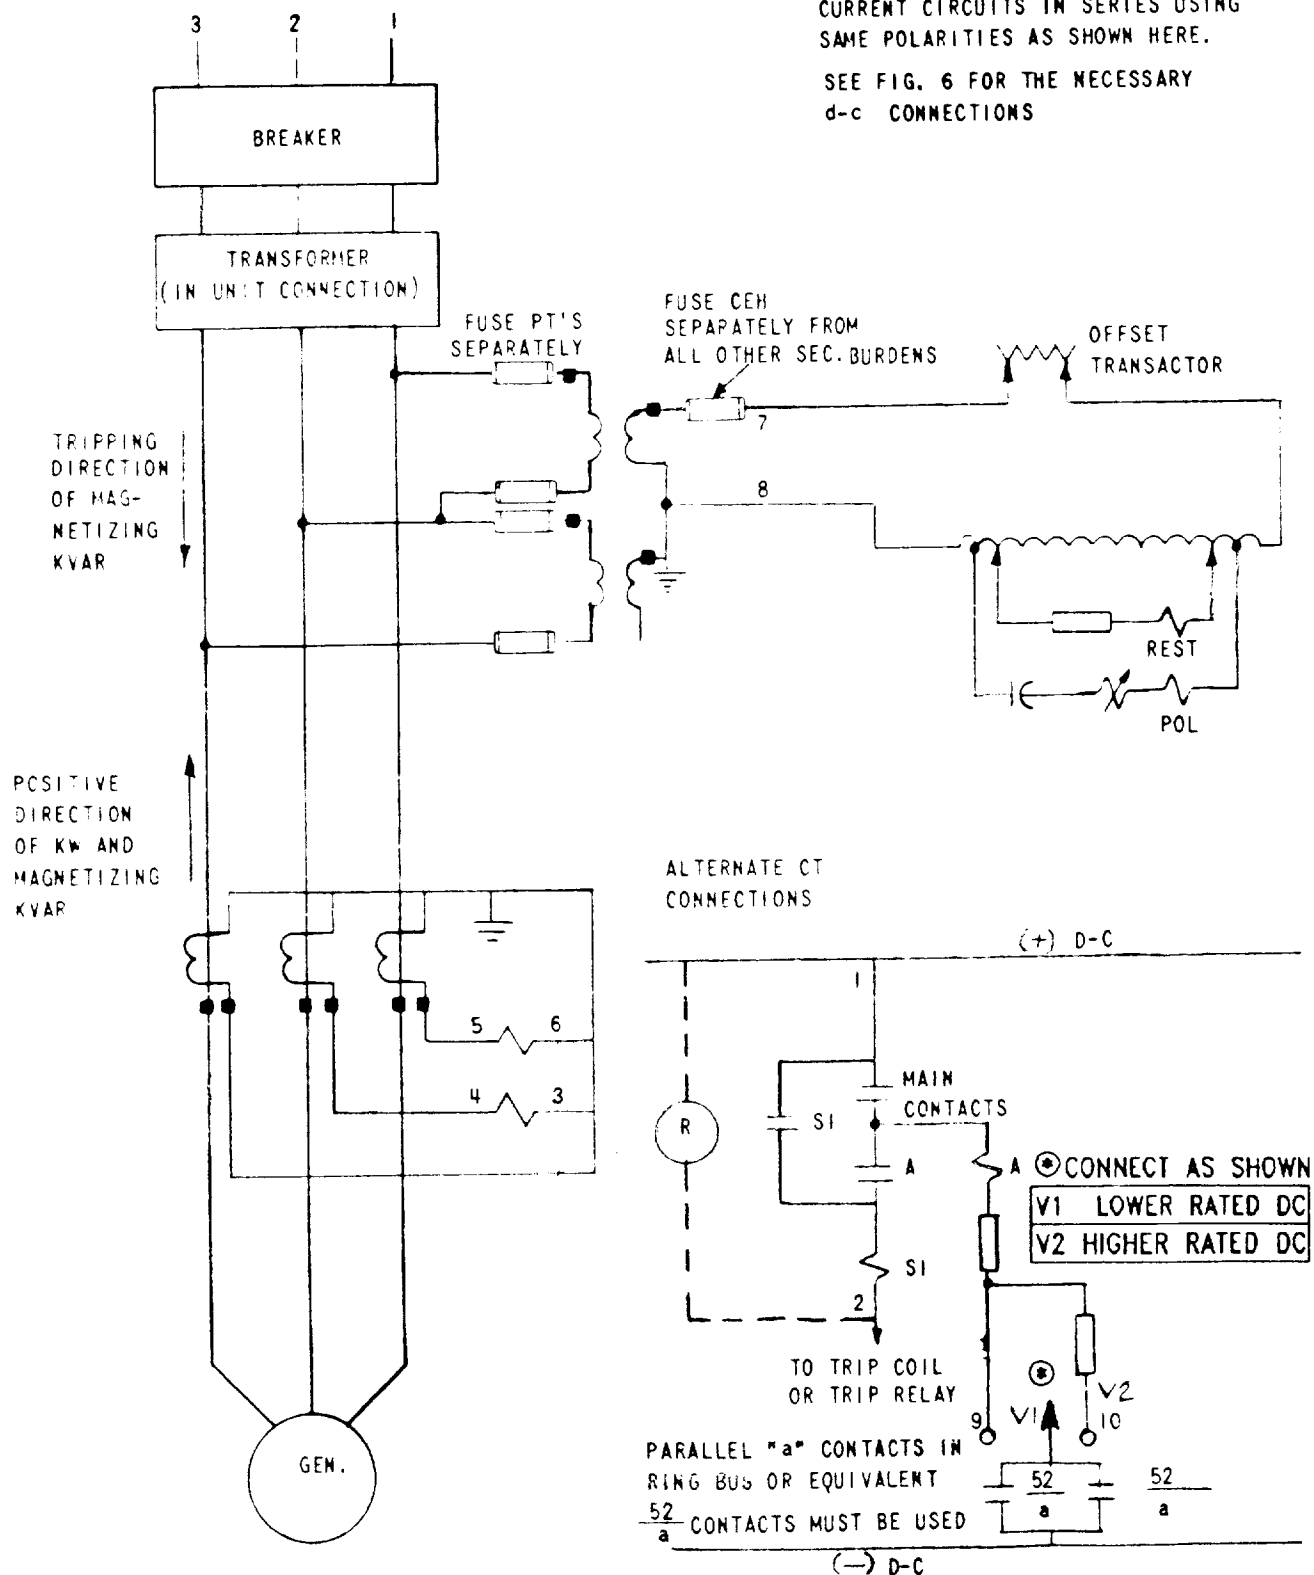 CURRENT CIRCUITS IN SERIES USING
SAME POLARITIES AS SHOWN HERE.
SEE FIG. 6 FOR THE NECESSARY
d-c CONNECTIONS
3
2
1
BREAKER
TRANSFORMER
(IN UNIT CONNECTION)
FUSE PT'S
SEPARATELY
FUSE CEH
SEPARATELY FROM
ALL OTHER SEC. BURDENS
OFFSET
TRANSACTOR
7
8
TRIPPING
DIRECTION
OF MAG-
NETIZING
KVAR
REST
POL
POSITIVE
DIRECTION
OF KW AND
MAGNETIZING
KVAR
5
6
4
3
GEN.
ALTERNATE CT
CONNECTIONS
(+) D-C
1
MAIN
CONTACTS
R
SI
A
A
⊛ CONNECT AS SHOWN
V1 LOWER RATED DC
V2 HIGHER RATED DC
SI
2
TO TRIP COIL
OR TRIP RELAY
⊛
V1
V2
9
10
PARALLEL "a" CONTACTS IN
RING BUS OR EQUIVALENT
52/a CONTACTS MUST BE USED
52
a
52
a
(—) D-C